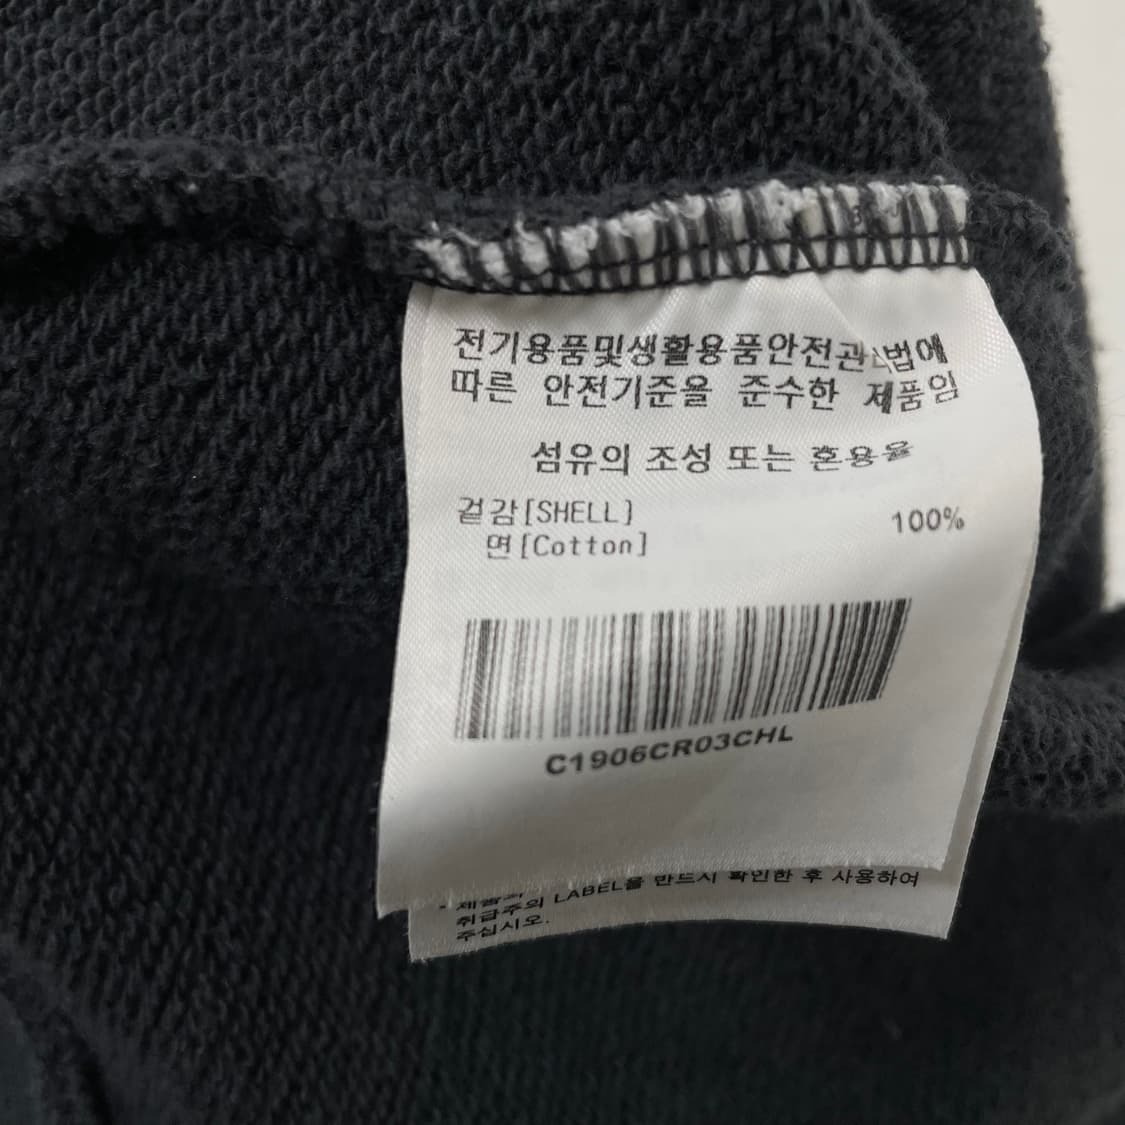 전기용품및생활용품안전관리법에
따른 안전기준을 준수한 제품임
섬유의 조성 또는 혼용율
겉감[SHELL]
면[Cotton] 100%
C1906CR03CHL
LABEL을 반드시 확인한 후 사용하여
취급주의
주십시오.